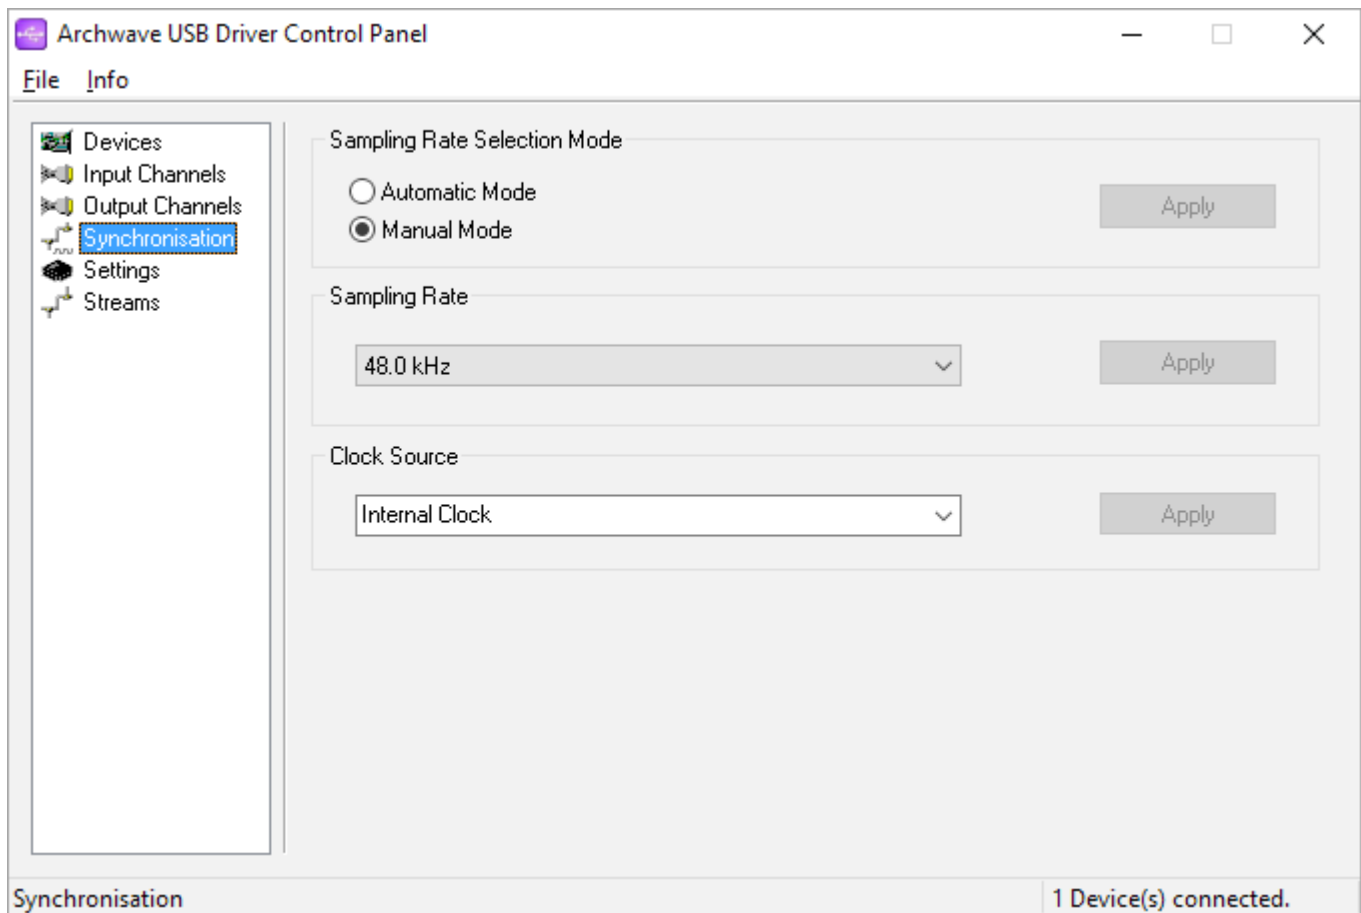 Archwave USB Driver Control Panel
File Info
Devices
Input Channels
Output Channels
Synchronisation
Settings
Streams
Sampling Rate Selection Mode
Automatic Mode
Manual Mode
Apply
Sampling Rate
48.0 kHz
Apply
Clock Source
Internal Clock
Apply
Synchronisation
1 Device(s) connected.